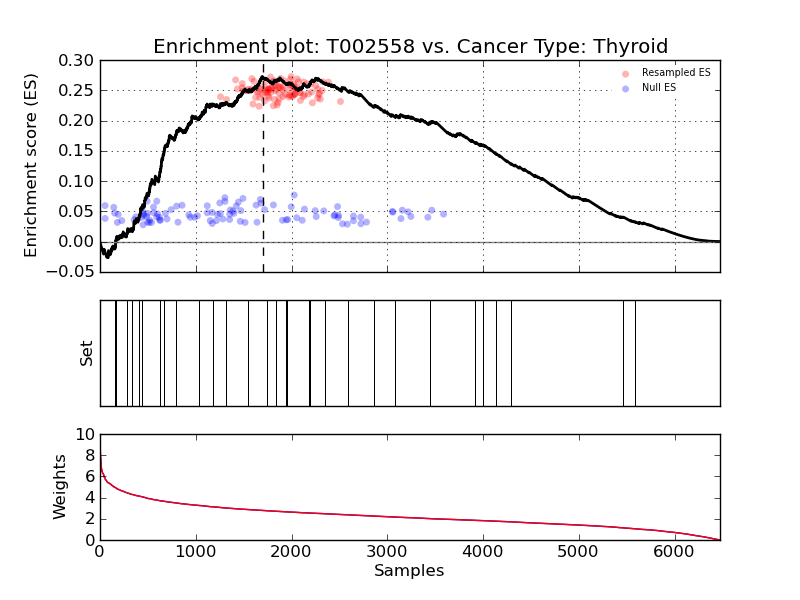 Enrichment plot: T002558 vs. Cancer Type: Thyroid
Enrichment score (ES)
0.30
0.25
0.20
0.15
0.10
0.05
0.00
−0.05
Resampled ES
Null ES
Set
Weights
10
8
6
4
2
0
0 1000 2000 3000 4000 5000 6000
Samples